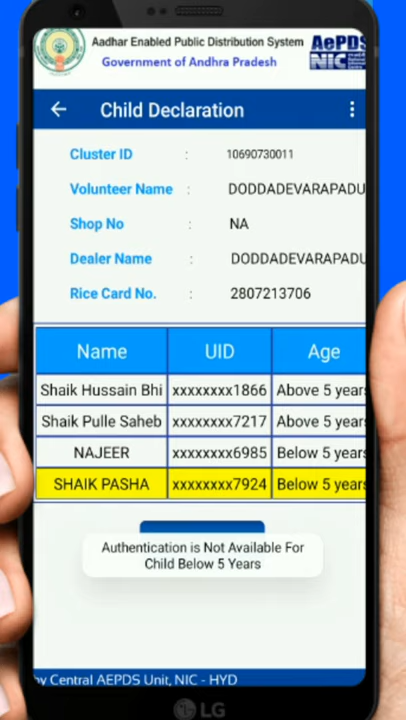 Aadhar Enabled Public Distribution System
AePDS
Government of Andhra Pradesh
NIC
Child Declaration
Cluster ID : 10690730011
Volunteer Name : DODDADEVARAPADU
Shop No : NA
Dealer Name : DODDADEVARAPADU
Rice Card No. : 2807213706
Name UID Age
Shaik Hussain Bhi xxxxxxxx1866 Above 5 years
Shaik Pulle Saheb xxxxxxxx7217 Above 5 years
NAJEER xxxxxxxx6985 Below 5 years
SHAIK PASHA xxxxxxxx7924 Below 5 years
Authentication is Not Available For
Child Below 5 Years
by Central AEPDS Unit, NIC - HYD
LG